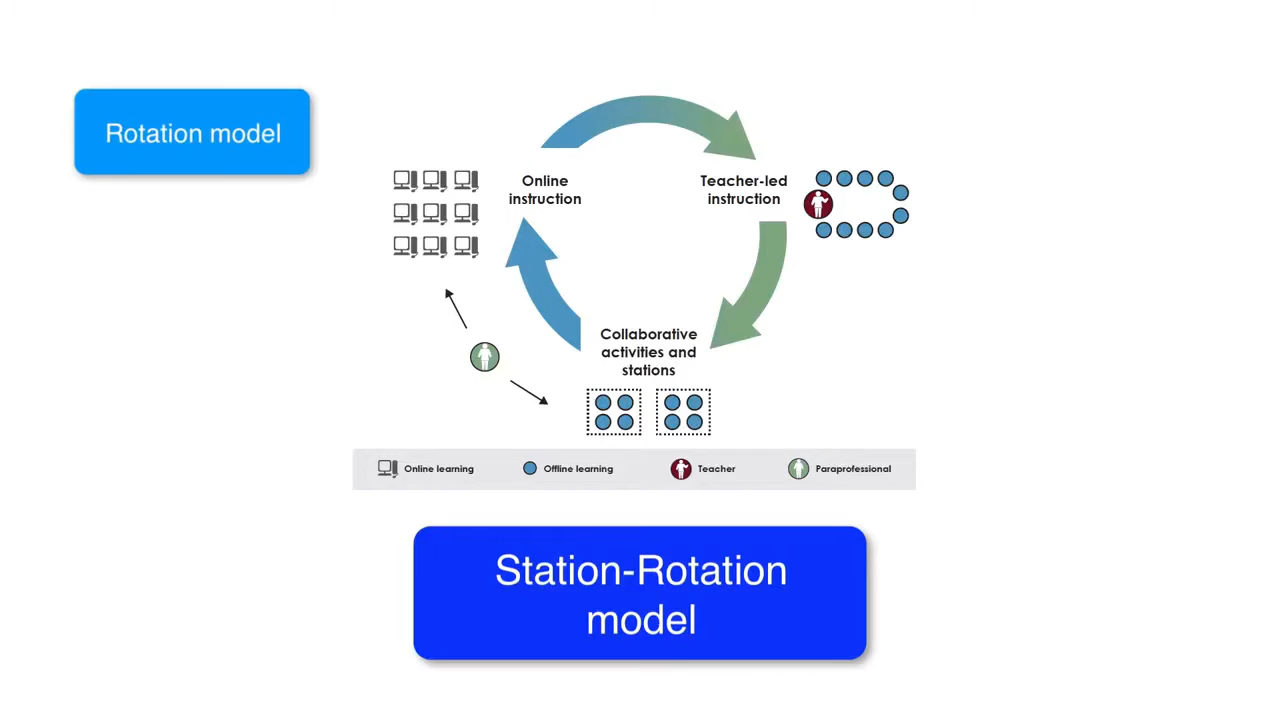 Rotation model
Online
instruction
Teacher-led
instruction
Collaborative
activities and
stations
Online learning
Offline learning
Teacher
Paraprofessional
Station-Rotation
model